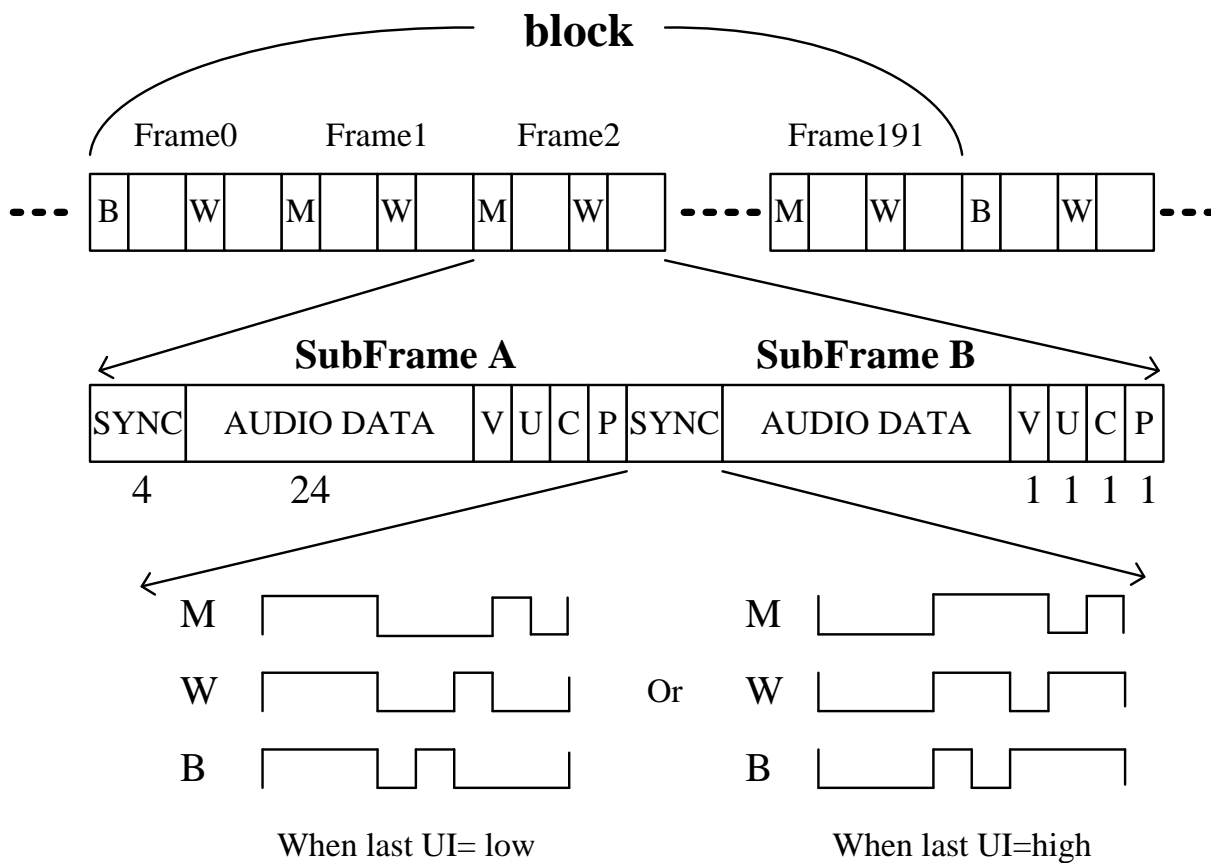 block
Frame0 Frame1 Frame2 Frame191
B W M W M W M W B W
SubFrame A SubFrame B
SYNC AUDIO DATA V U C P SYNC AUDIO DATA V U C P
4 24 1 1 1 1
M M
W Or W
B B
When last UI= low When last UI=high